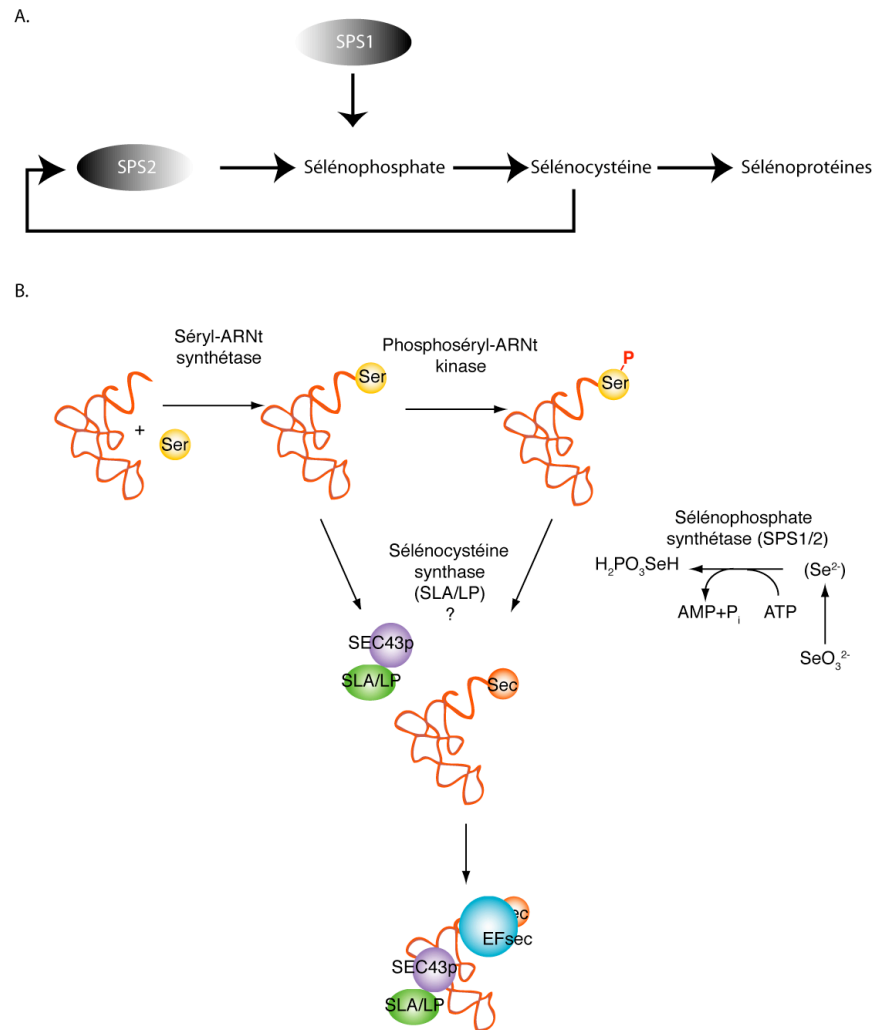 A.
SPS1
SPS2
Sélénophosphate
Sélénocystéine
Sélénoprotéines
B.
Séryl-ARNt
synthétase
Phosphoséryl-ARNt
kinase
+
Ser
Ser
P
Ser
Sélénophosphate
synthétase (SPS1/2)
H₂PO₃SeH
(Se²⁻)
AMP+Pᵢ
ATP
SeO₃²⁻
Sélénocystéine
synthase
(SLA/LP)
?
SEC43p
SLA/LP
Sec
ec
EFsec
SEC43p
SLA/LP